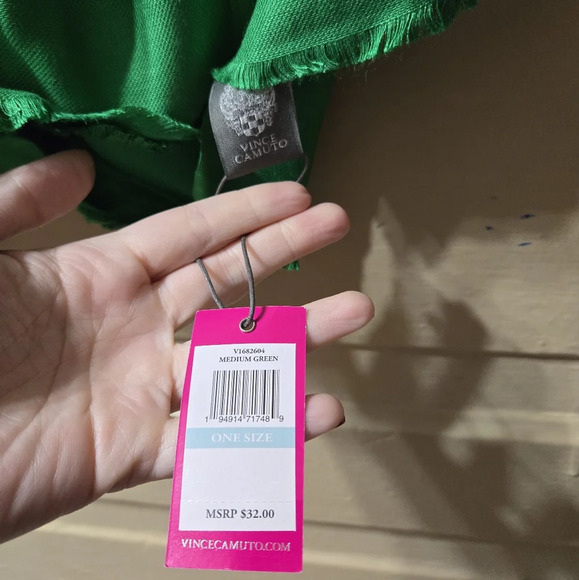 VINCE
CAMUTO
V1682604
MEDIUM GREEN
1 94914 71748 9
ONE SIZE
MSRP $32.00
VINCECAMUTO.COM